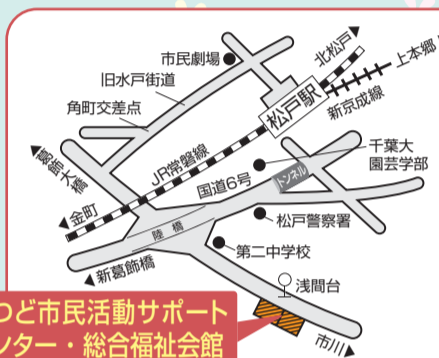 市民劇場
北松戸
上本郷
旧水戸街道
松戸駅
新京成線
角町交差点
葛飾大橋
JR常磐線
千葉大
園芸学部
国道6号
トンネル
金町
陸橋
松戸警察署
新葛飾橋
第二中学校
浅間台
つど市民活動サポート
ンター・総合福祉会館
市川